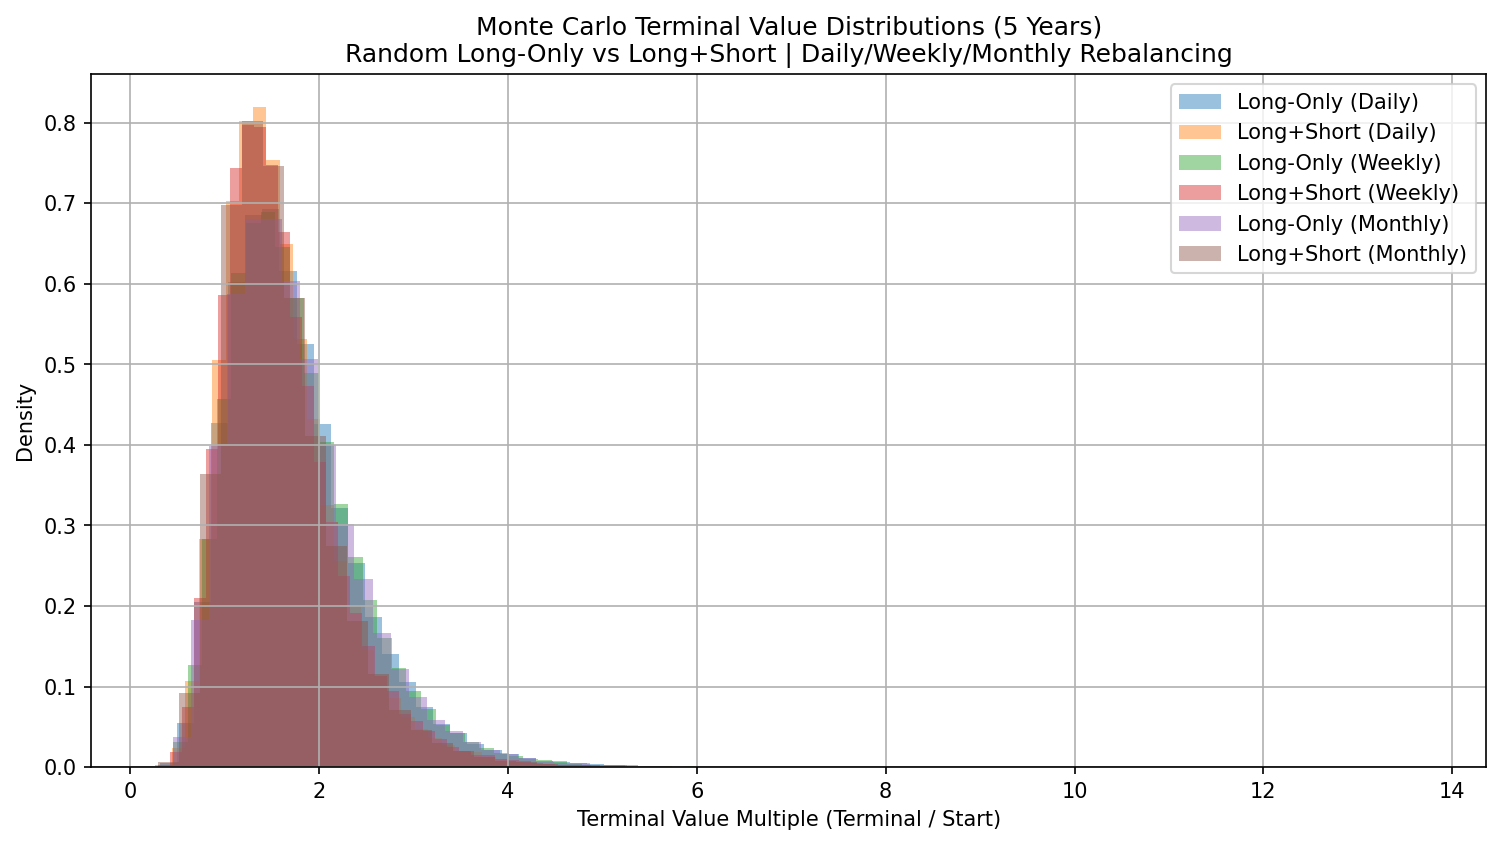 Monte Carlo Terminal Value Distributions (5 Years)
Random Long-Only vs Long+Short | Daily/Weekly/Monthly Rebalancing
Long-Only (Daily)
Long+Short (Daily)
Long-Only (Weekly)
Long+Short (Weekly)
Long-Only (Monthly)
Long+Short (Monthly)
Density
0.8
0.7
0.6
0.5
0.4
0.3
0.2
0.1
0.0
0 2 4 6 8 10 12 14
Terminal Value Multiple (Terminal / Start)